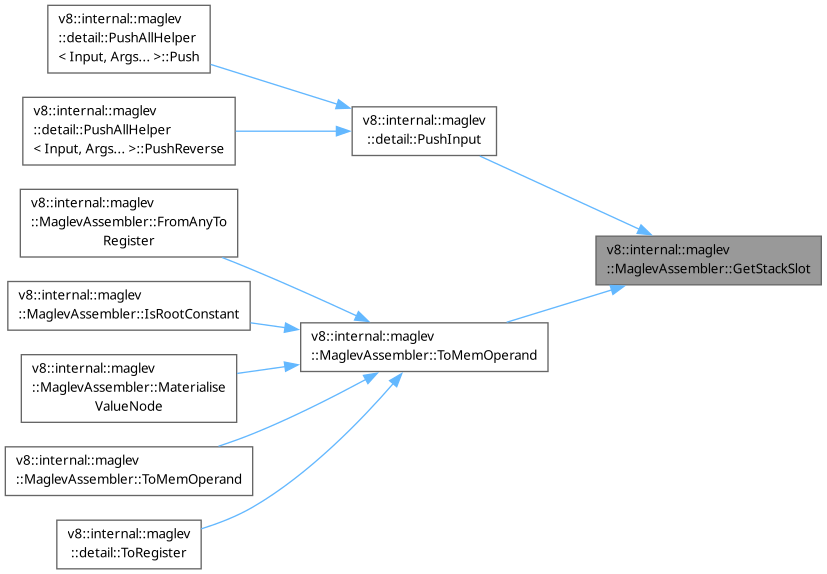 v8::internal::maglev
::detail::PushAllHelper
< Input, Args... >::Push
v8::internal::maglev
::detail::PushAllHelper
< Input, Args... >::PushReverse
v8::internal::maglev
::detail::PushInput
v8::internal::maglev
::MaglevAssembler::FromAnyTo
Register
v8::internal::maglev
::MaglevAssembler::GetStackSlot
v8::internal::maglev
::MaglevAssembler::IsRootConstant
v8::internal::maglev
::MaglevAssembler::ToMemOperand
v8::internal::maglev
::MaglevAssembler::Materialise
ValueNode
v8::internal::maglev
::MaglevAssembler::ToMemOperand
v8::internal::maglev
::detail::ToRegister